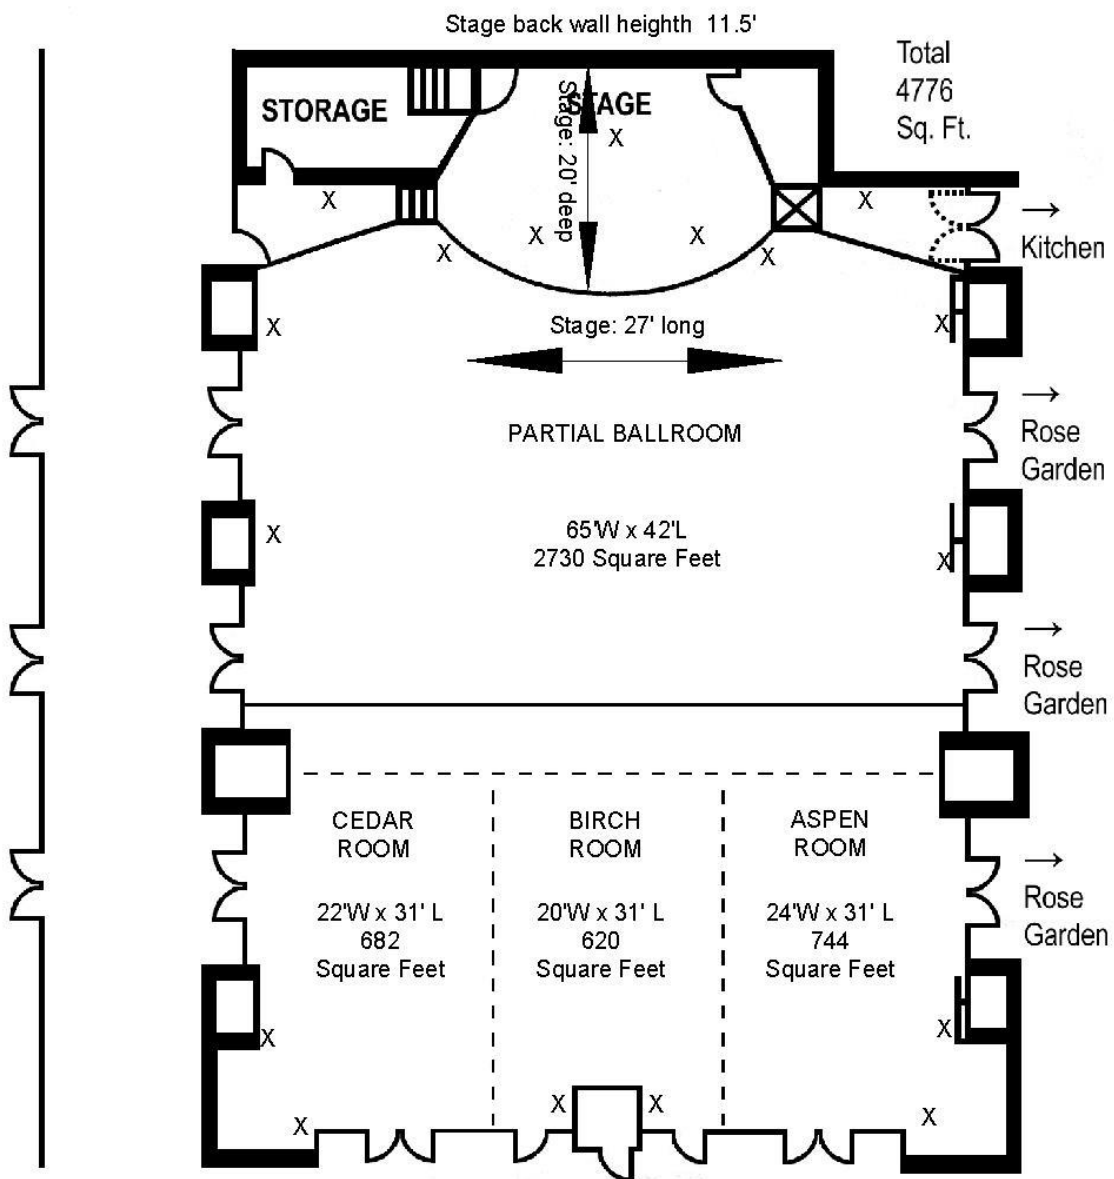 Stage back wall heighth 11.5'
Total
4776
Sq. Ft.
STORAGE
STAGE
Stage: 20' deep
X
X
X
X
X
X
X
→
Kitchen
X
X
Stage: 27' long
→
Rose
Garden
PARTIAL BALLROOM
65'W x 42'L
2730 Square Feet
X
X
→
Rose
Garden
CEDAR
ROOM
22'W x 31' L
682
Square Feet
BIRCH
ROOM
20'W x 31' L
620
Square Feet
ASPEN
ROOM
24'W x 31' L
744
Square Feet
→
Rose
Garden
X
X
X
X
X
X